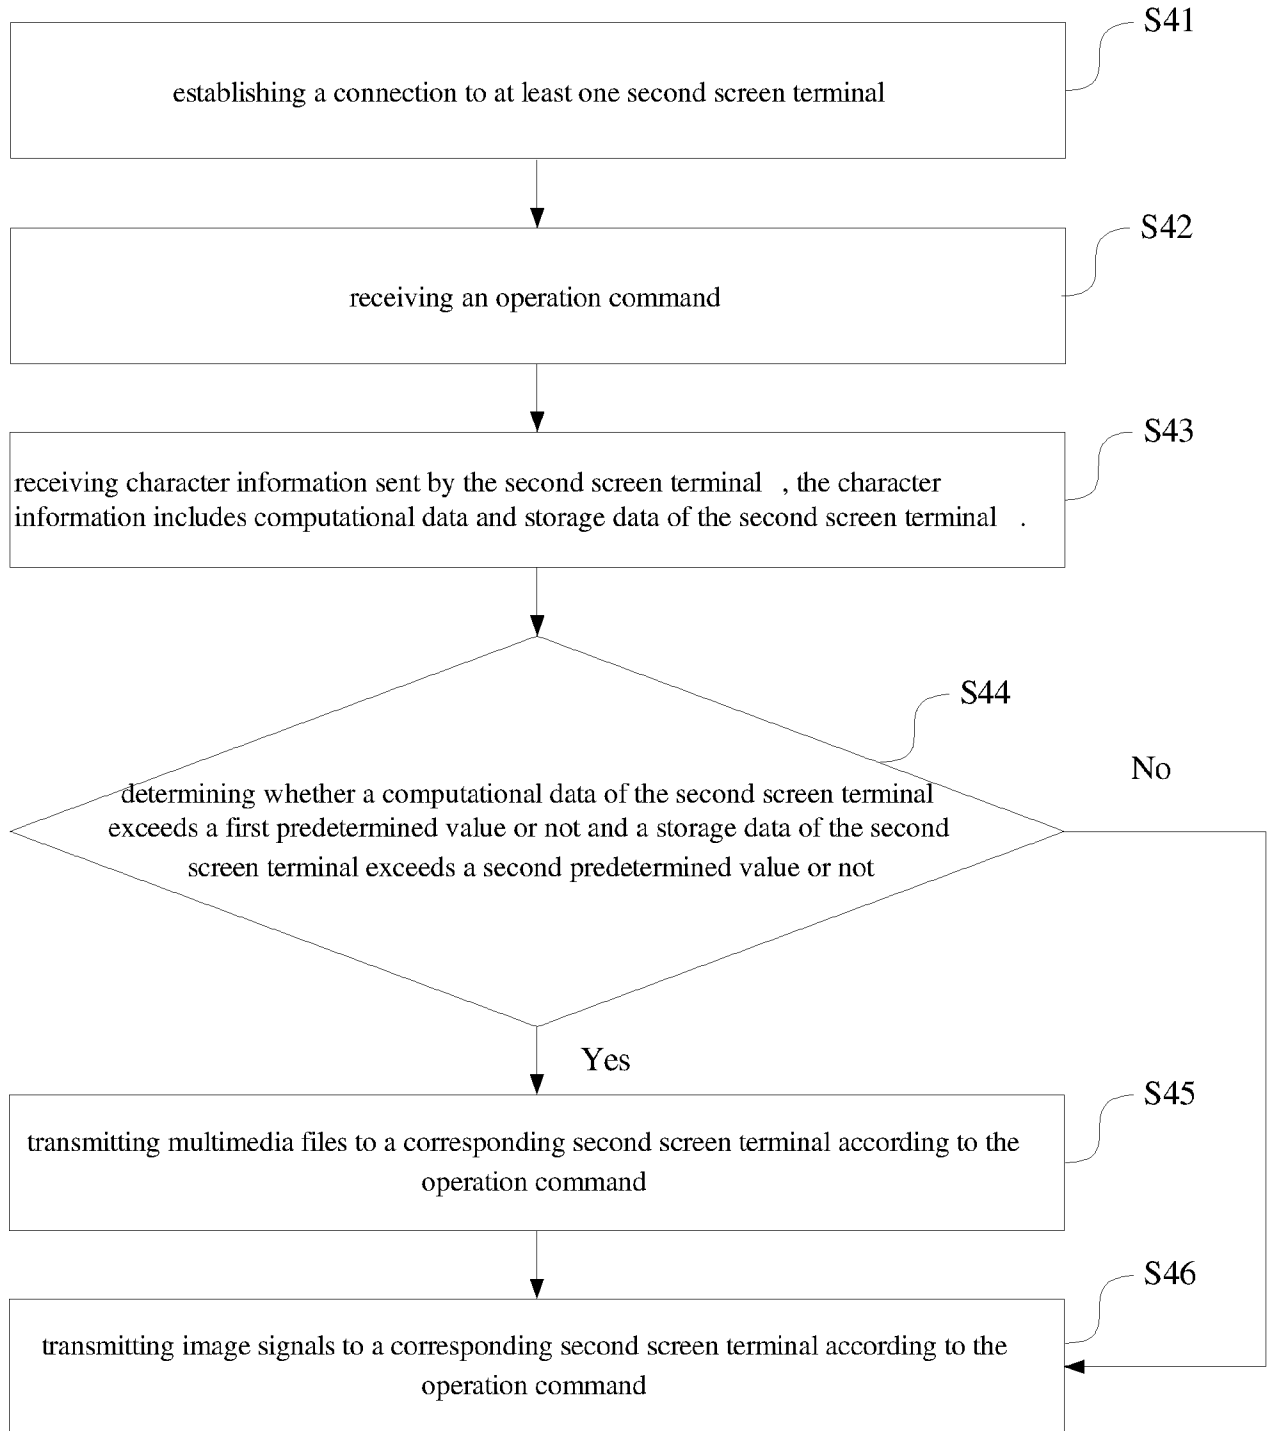 S41
establishing a connection to at least one second screen terminal
S42
receiving an operation command
S43
receiving character information sent by the second screen terminal , the character
information includes computational data and storage data of the second screen terminal .
S44
No
determining whether a computational data of the second screen terminal
exceeds a first predetermined value or not and a storage data of the second
screen terminal exceeds a second predetermined value or not
Yes
S45
transmitting multimedia files to a corresponding second screen terminal according to the
operation command
S46
transmitting image signals to a corresponding second screen terminal according to the
operation command